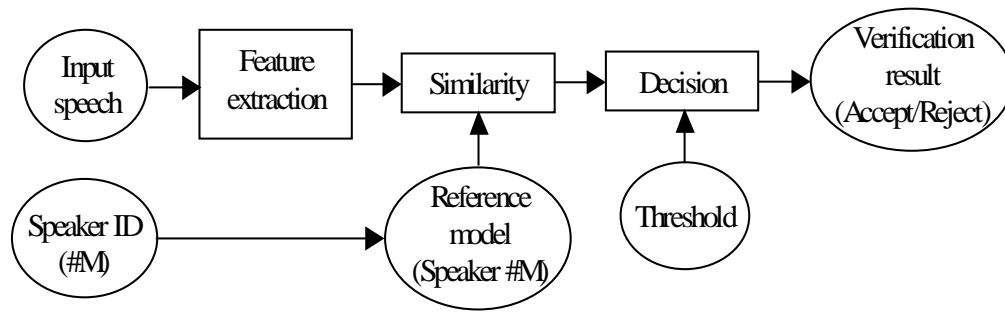 Input
speech
Feature
extraction
Similarity
Decision
Verification
result
(Accept/Reject)
Speaker ID
(#M)
Reference
model
(Speaker #M)
Threshold